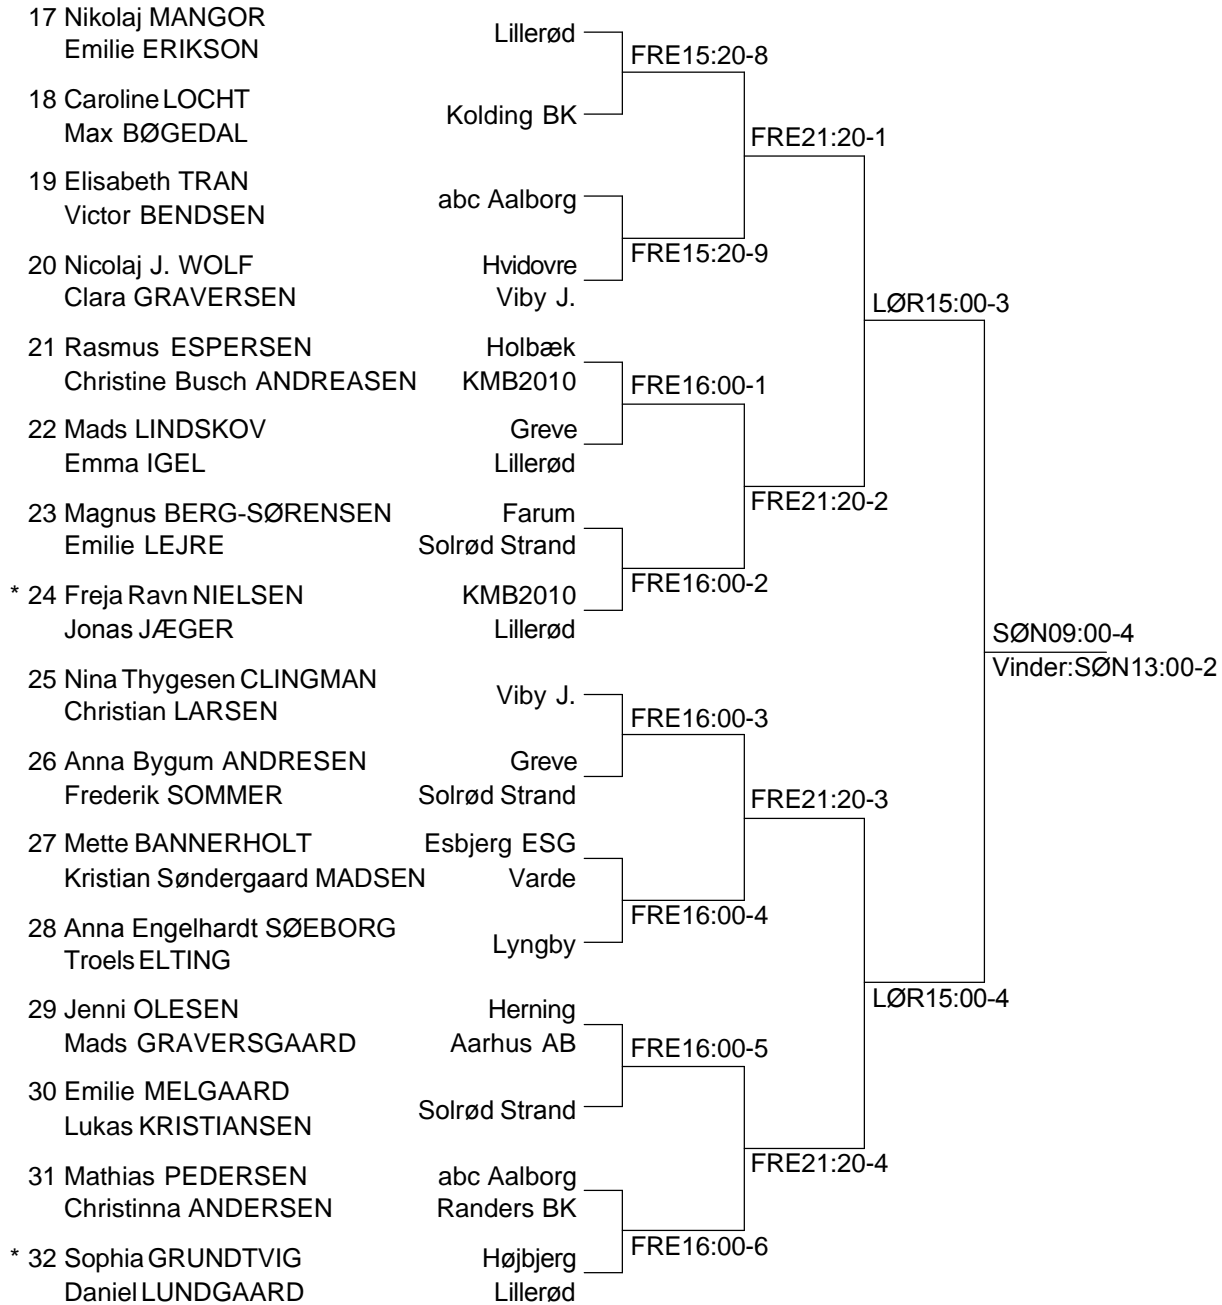 17 Nikolaj MANGOR
Emilie ERIKSON
Lillerød
FRE15:20-8
18 Caroline LOCHT
Max BØGEDAL
Kolding BK
FRE21:20-1
19 Elisabeth TRAN
Victor BENDSEN
abc Aalborg
FRE15:20-9
20 Nicolaj J. WOLF Hvidovre
Clara GRAVERSEN Viby J.
LØR15:00-3
21 Rasmus ESPERSEN Holbæk
Christine Busch ANDREASEN KMB2010
FRE16:00-1
22 Mads LINDSKOV Greve
Emma IGEL Lillerød
FRE21:20-2
23 Magnus BERG-SØRENSEN Farum
Emilie LEJRE Solrød Strand
FRE16:00-2
* 24 Freja Ravn NIELSEN KMB2010
Jonas JÆGER Lillerød
SØN09:00-4
Vinder:SØN13:00-2
25 Nina Thygesen CLINGMAN
Christian LARSEN
Viby J.
FRE16:00-3
26 Anna Bygum ANDRESEN Greve
Frederik SOMMER Solrød Strand
FRE21:20-3
27 Mette BANNERHOLT Esbjerg ESG
Kristian Søndergaard MADSEN Varde
FRE16:00-4
28 Anna Engelhardt SØEBORG
Troels ELTING
Lyngby
LØR15:00-4
29 Jenni OLESEN Herning
Mads GRAVERSGAARD Aarhus AB
FRE16:00-5
30 Emilie MELGAARD
Lukas KRISTIANSEN
Solrød Strand
FRE21:20-4
31 Mathias PEDERSEN abc Aalborg
Christinna ANDERSEN Randers BK
FRE16:00-6
* 32 Sophia GRUNDTVIG Højbjerg
Daniel LUNDGAARD Lillerød